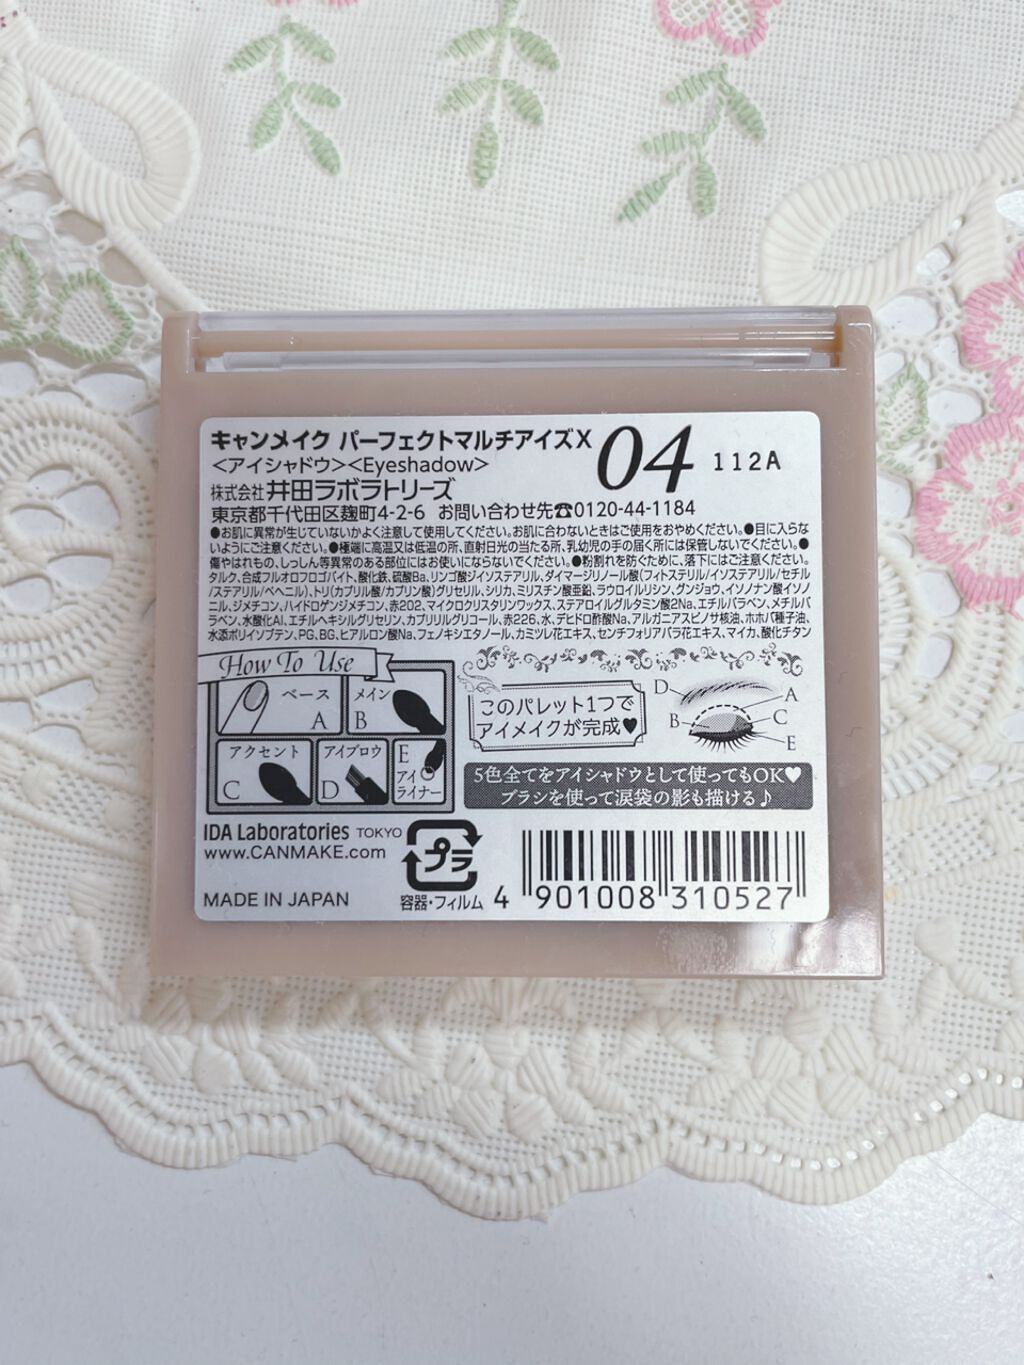 キャンメイク パーフェクトマルチアイズX 04 112A
<アイシャドウ><Eyeshadow>
株式会社 井田ラボラトリーズ
東京都千代田区麹町4-2-6 お問い合わせ先☎0120-44-1184
●お肌に異常が生じていないかよく注意して使用してください。お肌に合わないときはご使用をおやめください。●目に入らな
いようにご注意ください。●極端に高温又は低温の所、直射日光の当たる所、乳幼児の手の届く所には保管しないでください。●
傷やはれもの、しっしん等異常のある部位にはお使いにならないでください。●粉割れを防ぐために、落下にはご注意ください。
タルク、合成フルオロフロゴパイト、酸化鉄、硫酸Ba、リンゴ酸ジイソステアリル、ダイマージリノール酸(フィトステリル/イソステアリル/セチル
/ステアリル/ベヘニル)、トリ(カプリル酸/カプリン酸)グリセリル、シリカ、ミリスチン酸亜鉛、ラウロイルリシン、グンジョウ、イソノナン酸イソノ
ニル、ジメチコン、ハイドロゲンジメチコン、赤202、マイクロクリスタリンワックス、ステアロイルグルタミン酸2Na、エチルパラベン、メチルパ
ラベン、水酸化Al、エチルヘキシルグリセリン、カプリリルグリコール、赤226、水、デヒドロ酢酸Na、アルガニアスピノサ核油、ホホバ種子油、
水添ポリイソブテン、PG、BG、ヒアルロン酸Na、フェノキシエタノール、カミツレ花エキス、センチフォリアバラ花エキス、マイカ、酸化チタン
How To Use
ベース
A
メイン
B
アクセント
C
アイブロウ
D
E
アイ
ライナー
このパレット1つで
アイメイクが完成♥
D
A
B
C
E
5色全てをアイシャドウとして使ってもOK♥
ブラシを使って涙袋の影も描ける♪
IDA Laboratories TOKYO
www.CANMAKE.com
MADE IN JAPAN
プラ
容器・フィルム
4 901008 310527